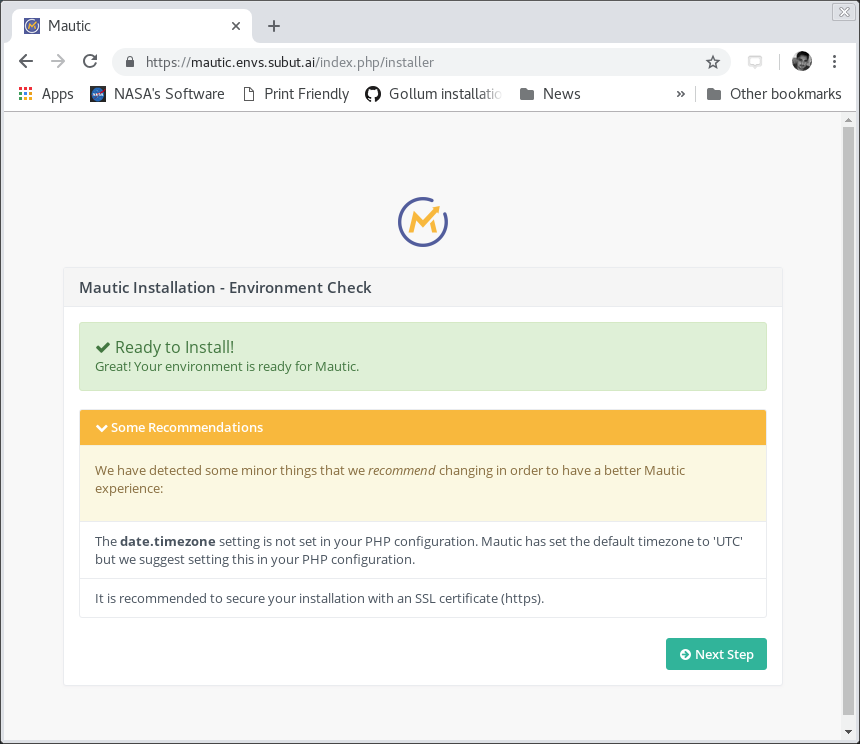 Mautic
https://mautic.envs.subut.ai/index.php/installer
Apps NASA's Software Print Friendly Gollum installatio News » Other bookmarks
Mautic Installation - Environment Check
Ready to Install!
Great! Your environment is ready for Mautic.
Some Recommendations
We have detected some minor things that we recommend changing in order to have a better Mautic
experience:
The date.timezone setting is not set in your PHP configuration. Mautic has set the default timezone to 'UTC'
but we suggest setting this in your PHP configuration.
It is recommended to secure your installation with an SSL certificate (https).
Next Step